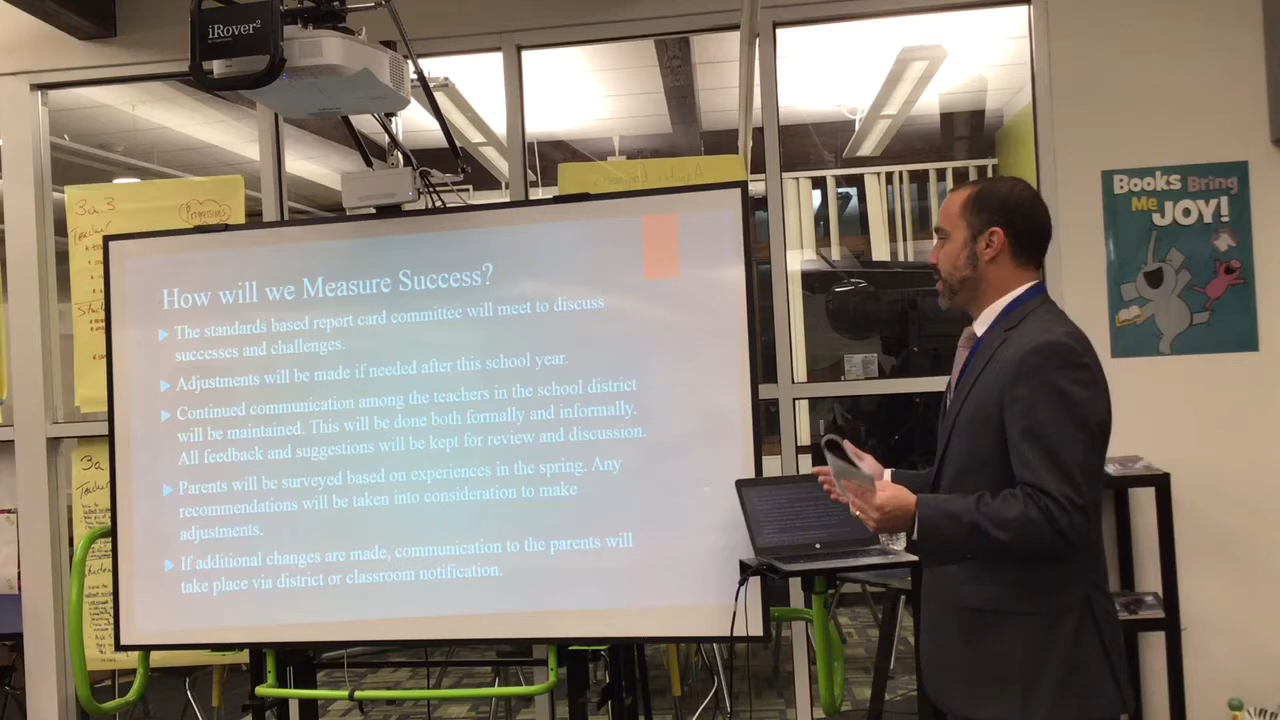 iRover²
3a3
Progressions
Teacher
How will we Measure Success?
The standards based report card committee will meet to discuss
successes and challenges.
Adjustments will be made if needed after this school year.
Continued communication among the teachers in the school district
will be maintained. This will be done both formally and informally.
All feedback and suggestions will be kept for review and discussion.
Parents will be surveyed based on experiences in the spring. Any
recommendations will be taken into consideration to make
adjustments.
If additional changes are made, communication to the parents will
take place via district or classroom notification.
Books Bring
Me JOY!
3a